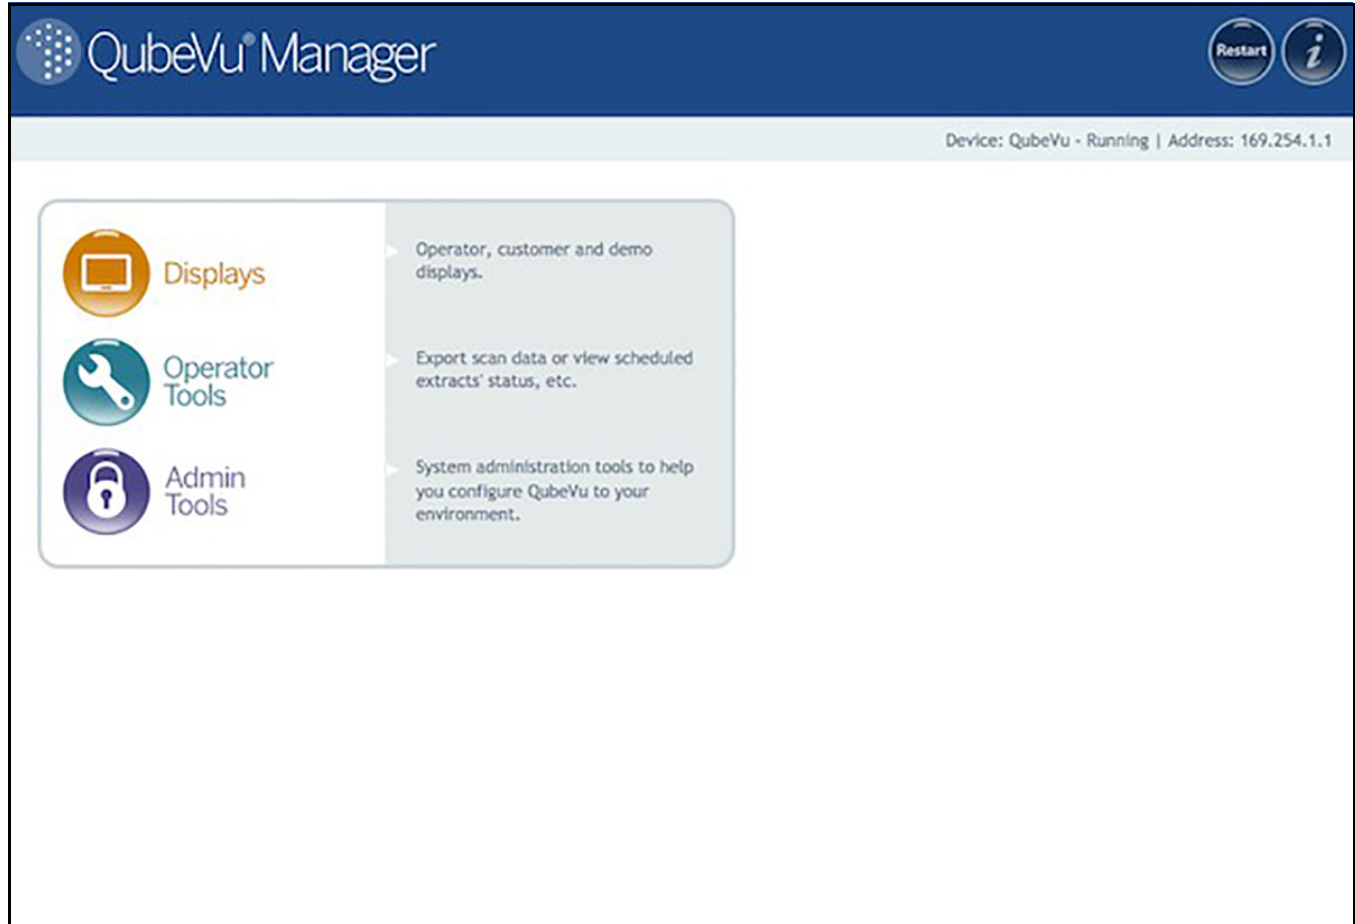 QubeVu® Manager
Restart
i
Device: QubeVu - Running | Address: 169.254.1.1
Displays
Operator, customer and demo
displays.
Operator
Tools
Export scan data or view scheduled
extracts' status, etc.
Admin
Tools
System administration tools to help
you configure QubeVu to your
environment.